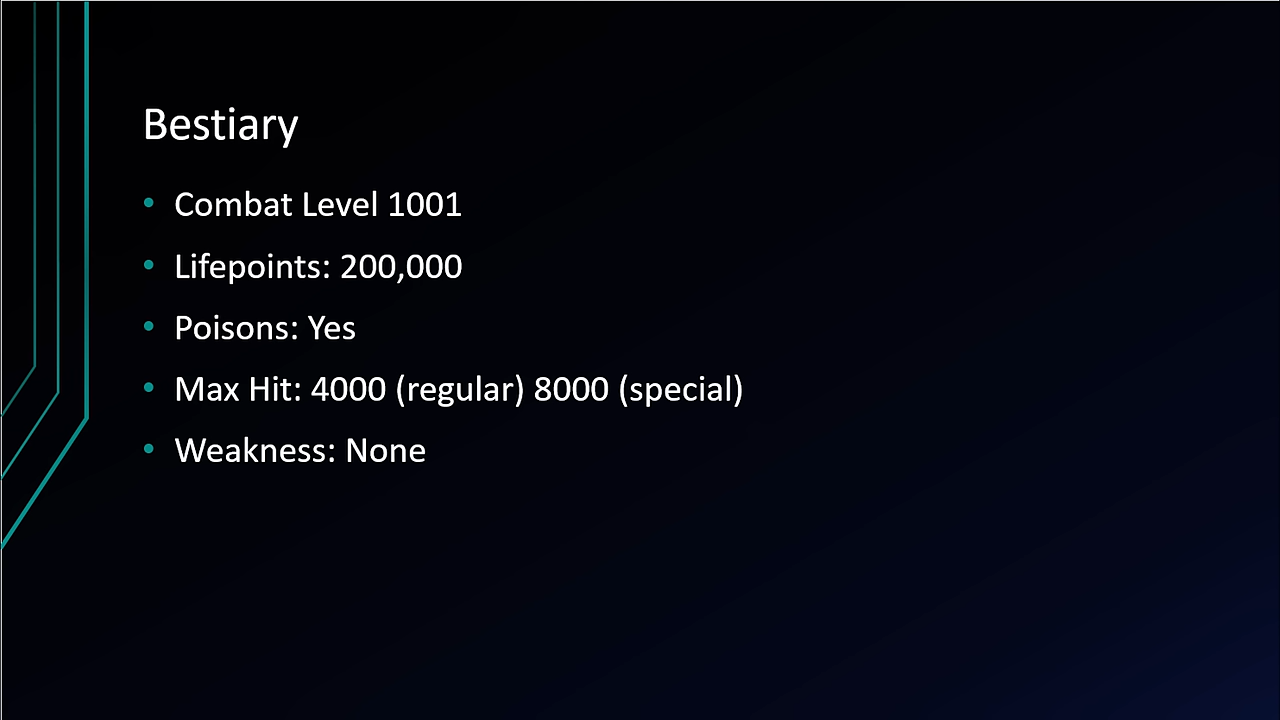 Bestiary
• Combat Level 1001
• Lifepoints: 200,000
• Poisons: Yes
• Max Hit: 4000 (regular) 8000 (special)
• Weakness: None